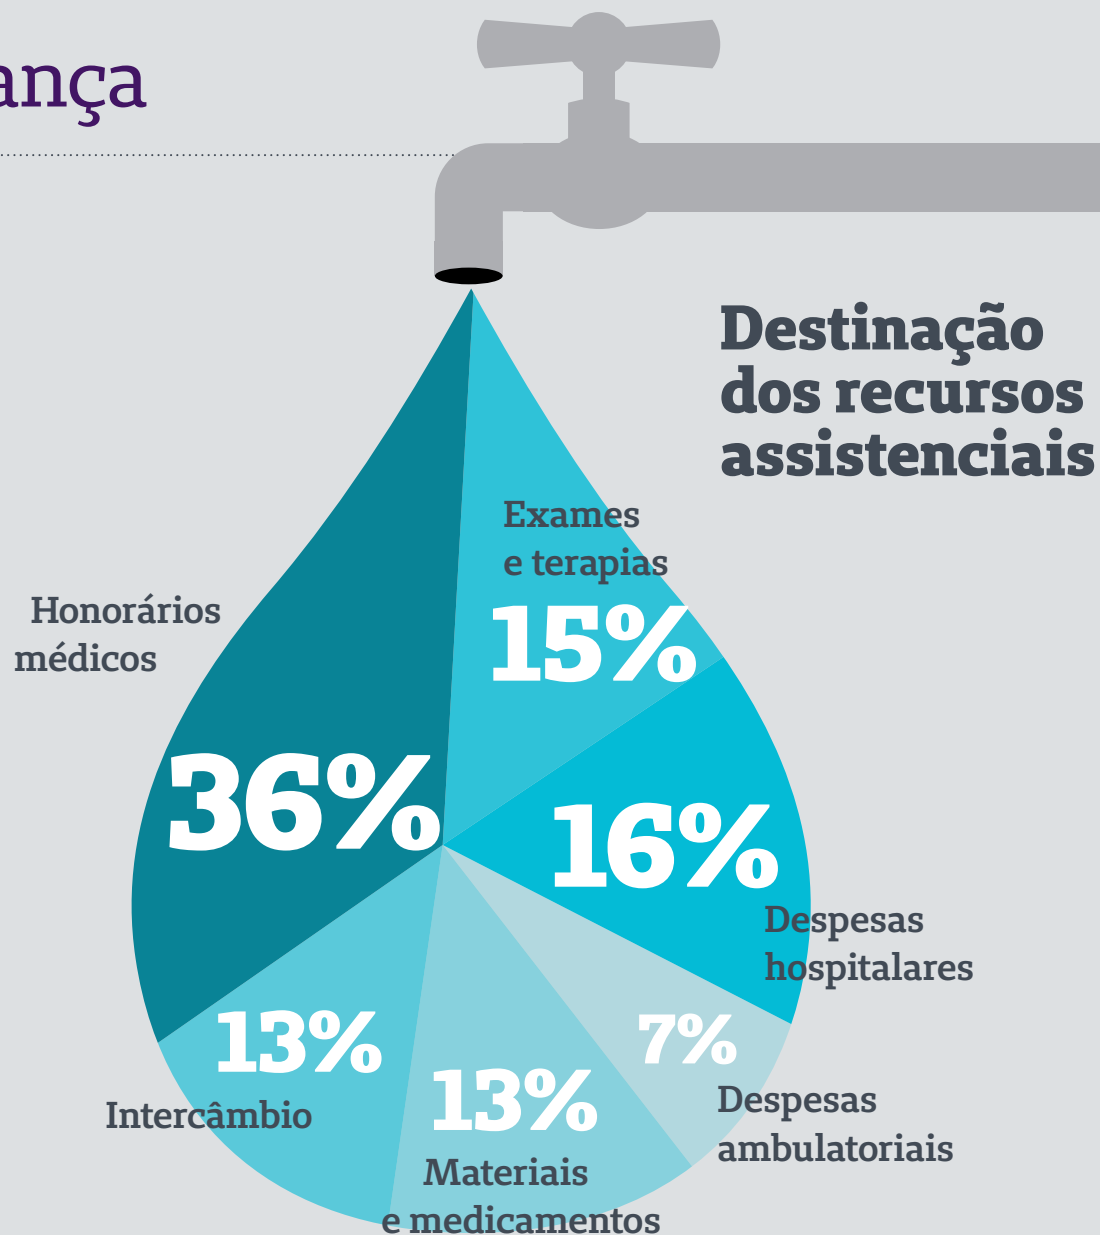 ança
Destinação
dos recursos
assistenciais
Exames
e terapias
15%
Honorários
médicos
36%
16%
Despesas
hospitalares
7%
Despesas
ambulatoriais
13%
Intercâmbio
13%
Materiais
e medicamentos